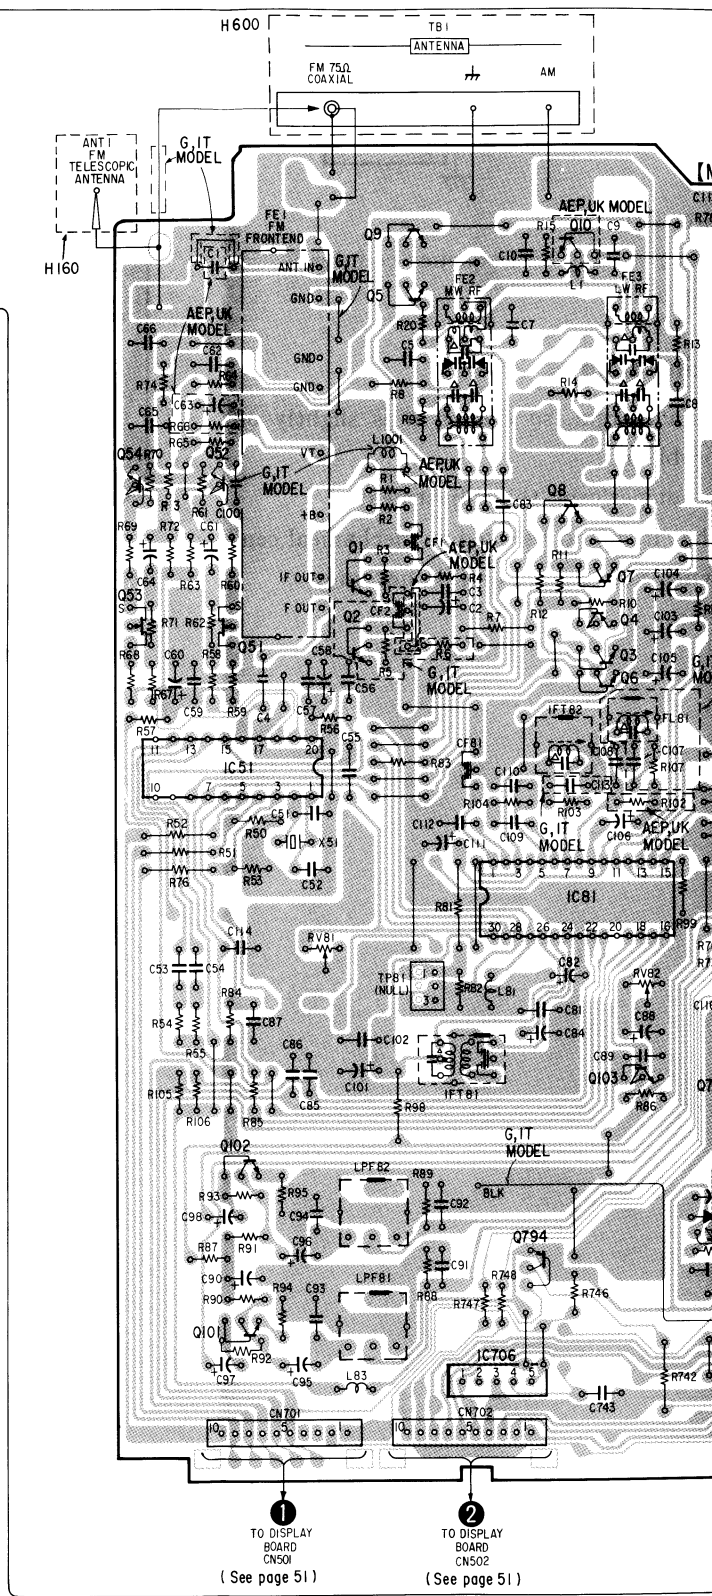 H600
TB1
ANTENNA
FM 75Ω
COAXIAL
AM
ANT1
FM
TELESCOPIC
ANTENNA
G,IT
MODEL
H160
C1
FE1
FM
FRONTEND
Q9
AEP,UK MODEL
R15
Q10
C9
C10
L1
ANT IN
G,IT
MODEL
Q5
FE2
MW RF
FE3
LW RF
GND
AEP,UK
MODEL
C66
R20
C7
R13
C62
GND
C5
R64
R74
GND
R8
R14
C8
C63
C65
R66
R9
R65
Q54
R70
Q52
VT
L1001
G,IT
MODEL
AEP,UK
MODEL
R1
Q8
R61
C1001
R2
C83
R69
R72
C61
+B
CF1
AEP,UK
MODEL
Q1
R3
R11
C64
R63
R60
IF OUT
R4
Q7
C104
Q53
C3
CF2
C2
R12
R10
S
S
F OUT
R7
Q4
C103
R71
R62
Q2
R68
C60
R58
Q51
C58
R5
R6
Q3
C105
R67
C59
R59
C4
C57
C56
G,IT
MODEL
Q6
R57
R56
IFT82
FL81
11 13 15 17 20
C55
CF81
C108
C107
IC51
R83
C110
C113
R107
10 7 5 3 1
R104
R103
R102
C51
C112
C109
G,IT
MODEL
C106
AEP,UK
MODEL
R52
R50
X51
C111
R51
R76
R53
C52
1 3 5 7 9 11 13 15
IC81
R81
R99
30 28 26 24 22 20 18 16
C114
RV81
C53
C54
TP81
(NULL)
1
3
R82
L81
C82
RV82
R84
C81
R54
C87
C88
R55
C84
C86
C102
C89
C101
Q103
R105
R106
R85
C85
IFT81
R98
R86
G,IT
MODEL
Q102
LPF82
R89
R93
R95
BLK
C98
C94
C92
R91
C96
Q794
R87
C91
C90
LPF81
R90
R94
C93
R88
R747
R748
R746
Q101
R92
IC706
C97
C95
L83
1 2 3 4 5
R742
C743
CN701
CN702
10 5 1
10 5 1
1
2
TO DISPLAY
BOARD
CN501
(See page 51)
TO DISPLAY
BOARD
CN502
(See page 51)